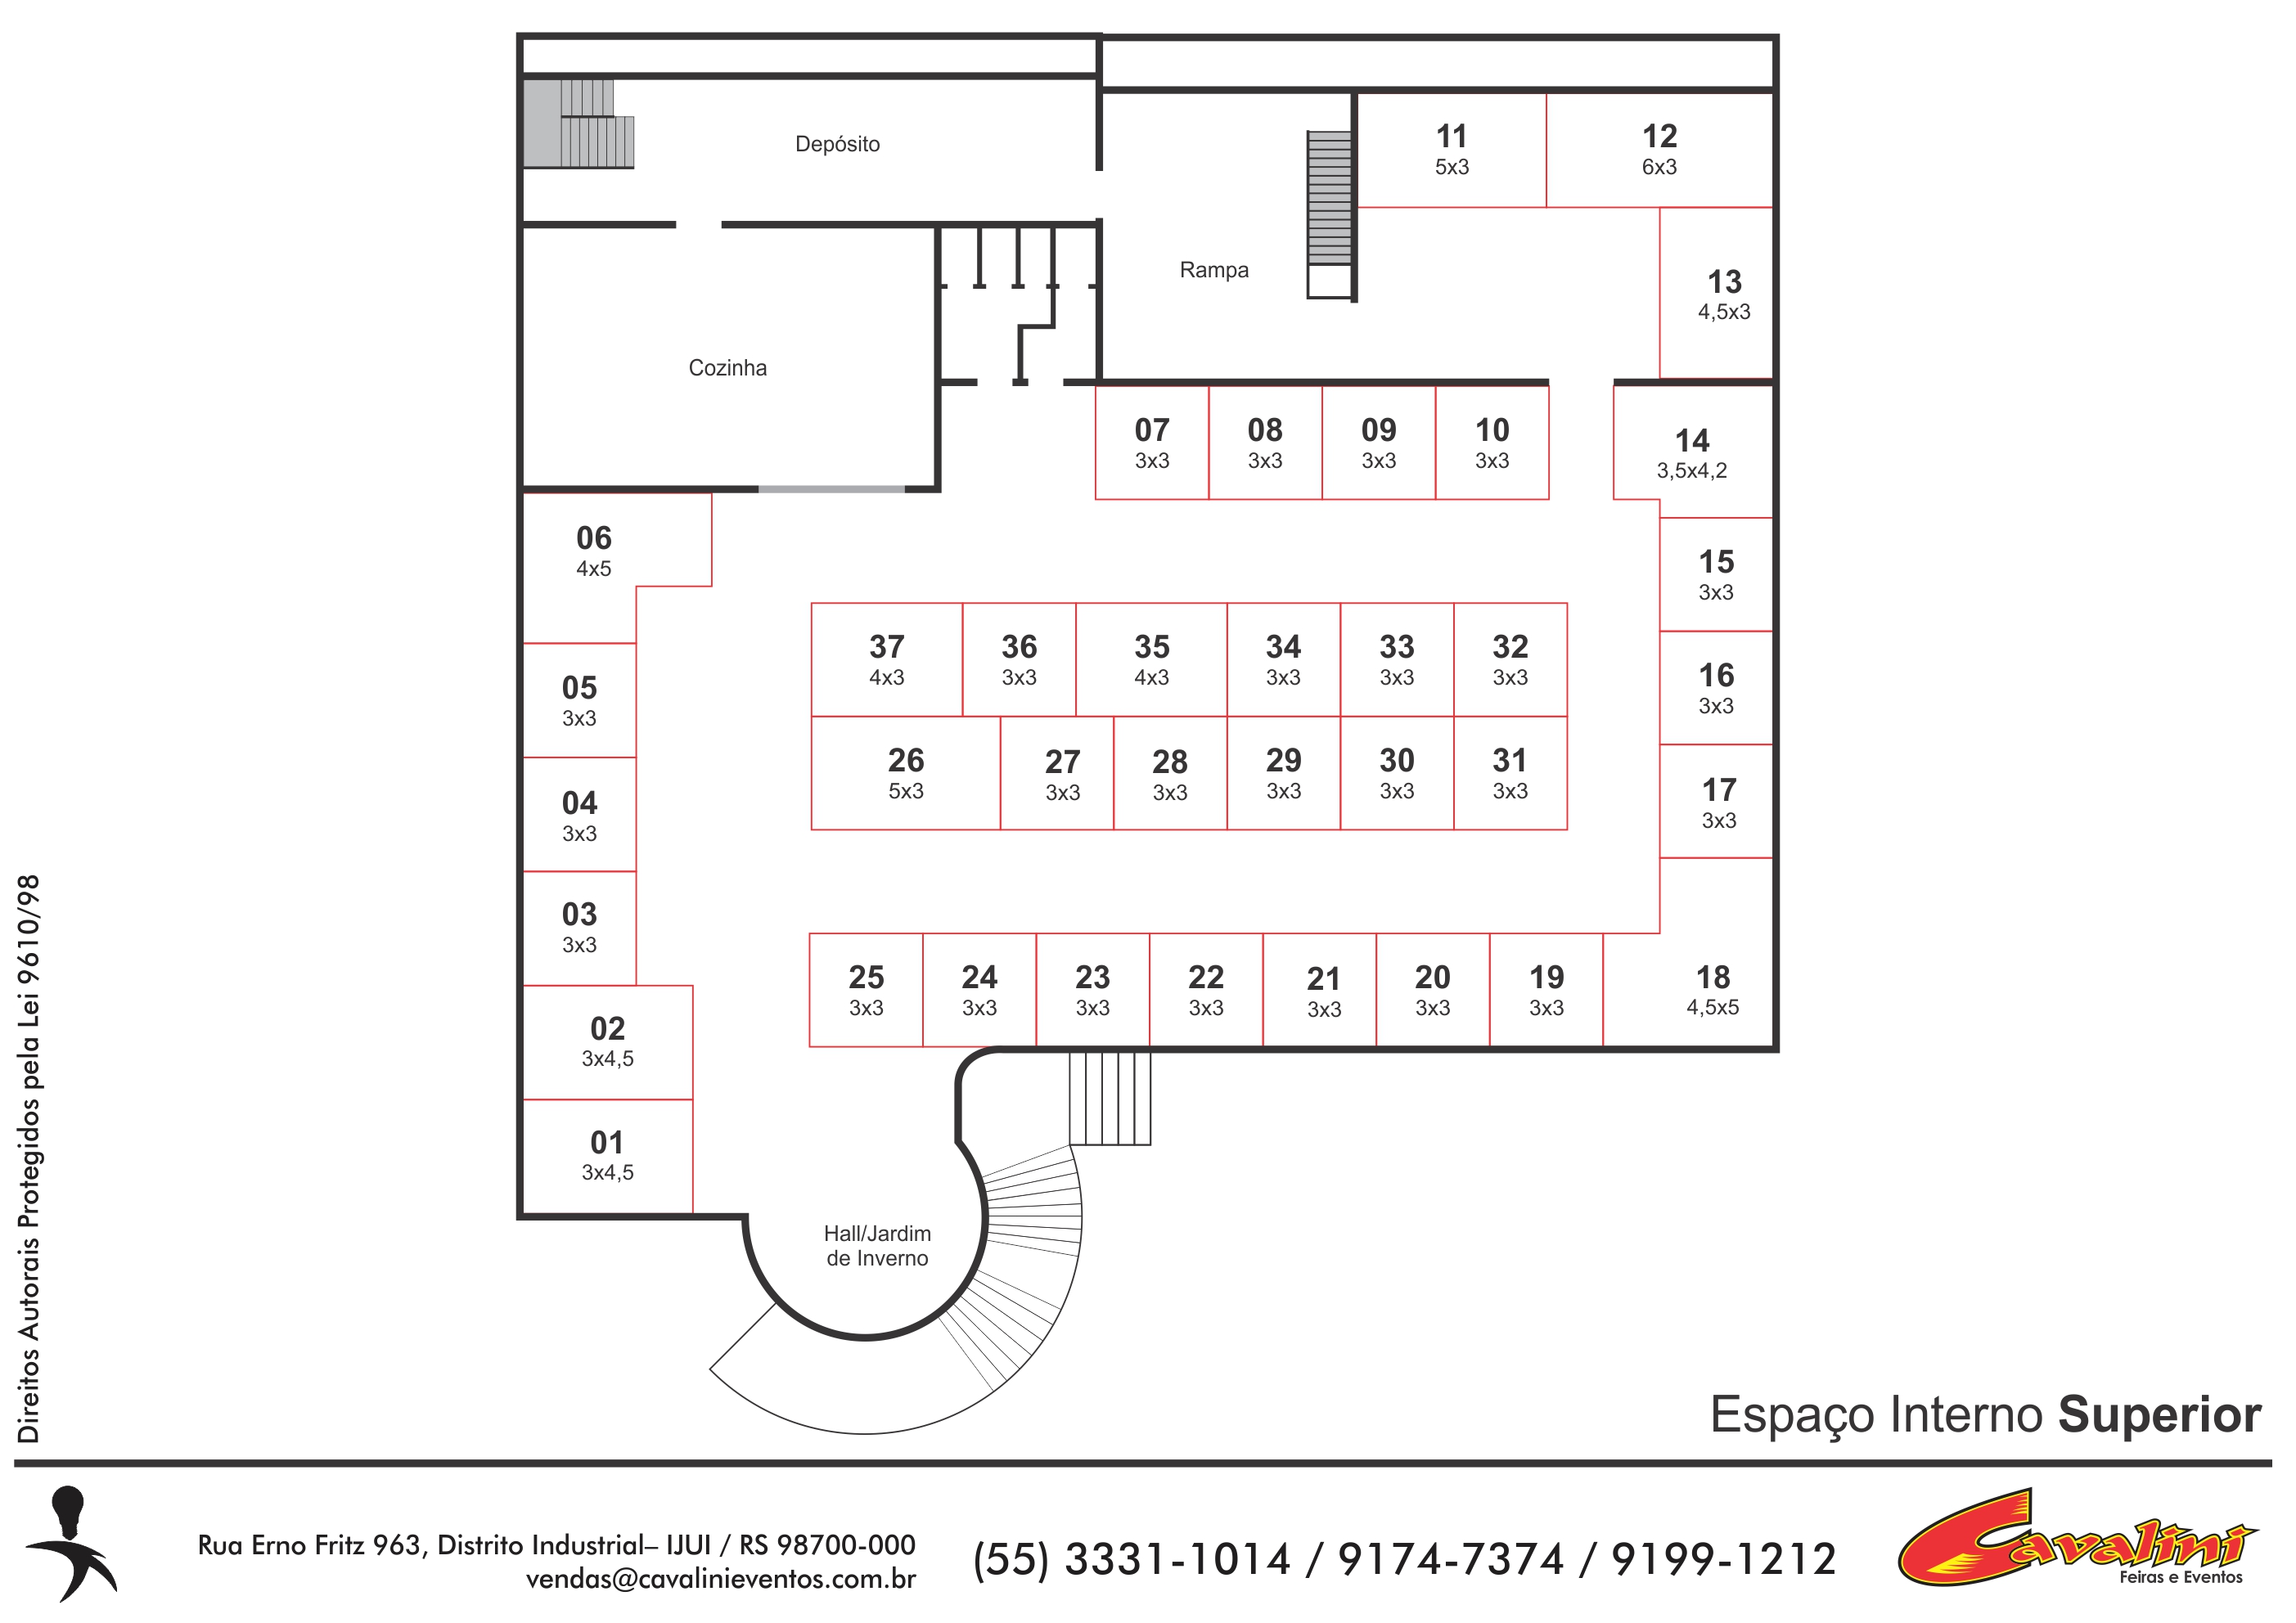 Depósito
11
5x3
12
6x3
Rampa
13
4,5x3
Cozinha
07
3x3
08
3x3
09
3x3
10
3x3
14
3,5x4,2
06
4x5
15
3x3
37
4x3
36
3x3
35
4x3
34
3x3
33
3x3
32
3x3
16
3x3
05
3x3
26
5x3
27
3x3
28
3x3
29
3x3
30
3x3
31
3x3
17
3x3
04
3x3
03
3x3
25
3x3
24
3x3
23
3x3
22
3x3
21
3x3
20
3x3
19
3x3
18
4,5x5
02
3x4,5
01
3x4,5
Hall/Jardim
de Inverno
Direitos Autorais Protegidos pela Lei 9610/98
Espaço Interno Superior
Rua Erno Fritz 963, Distrito Industrial– IJUI / RS 98700-000
vendas@cavalinieventos.com.br
(55) 3331-1014 / 9174-7374 / 9199-1212
Cavalini
Feiras e Eventos